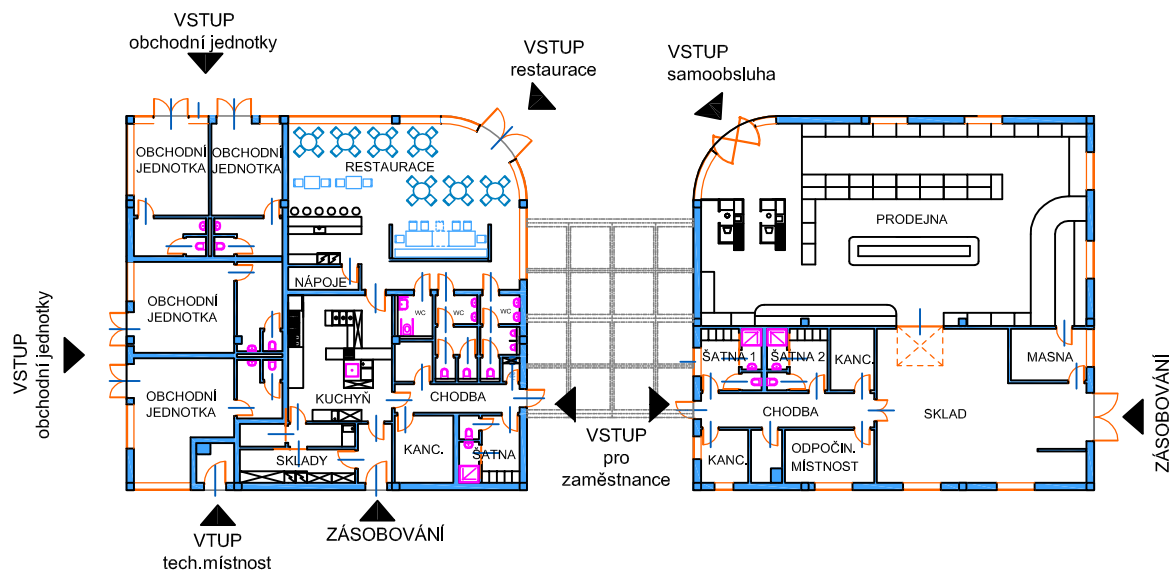 VSTUP
obchodní jednotky
VSTUP
restaurace
VSTUP
samoobsluha
OBCHODNÍ
JEDNOTKA
OBCHODNÍ
JEDNOTKA
RESTAURACE
PRODEJNA
NÁPOJE
OBCHODNÍ
JEDNOTKA
WC
WC
WC
VSTUP
obchodní jednotky
ŠATNA 1
ŠATNA 2
KANC.
MASNA
OBCHODNÍ
JEDNOTKA
KUCHYŇ
CHODBA
CHODBA
SKLAD
ZÁSOBOVÁNÍ
VSTUP
pro
zaměstnance
SKLADY
KANC.
ŠATNA
KANC.
ODPOČIN.
MÍSTNOST
VTUP
tech.místnost
ZÁSOBOVÁNÍ